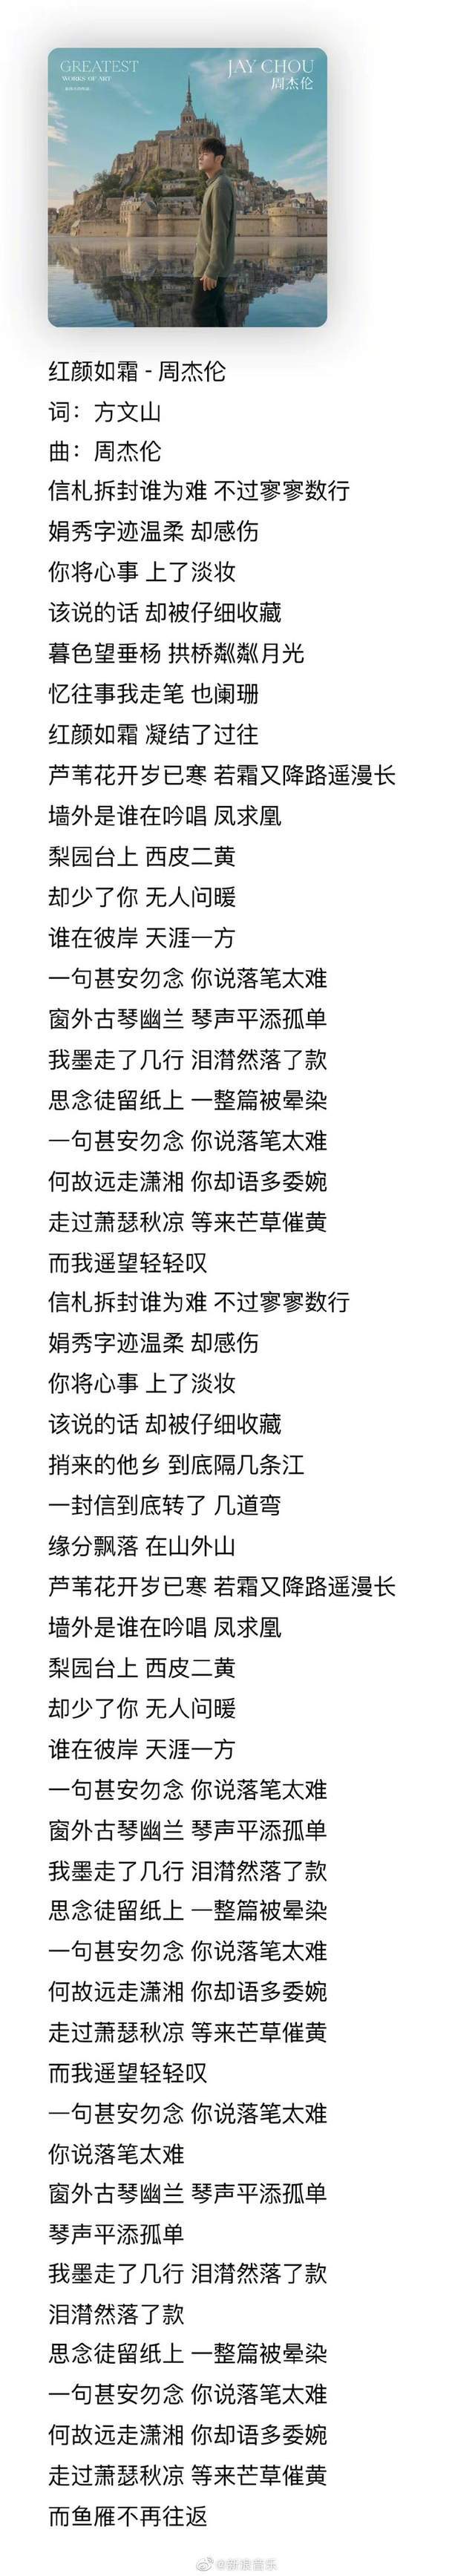 GREATEST
WORKS OF ART
JAY CHOU
周杰伦
红颜如霜 - 周杰伦
词：方文山
曲：周杰伦
信札拆封谁为难 不过寥寥数行
娟秀字迹温柔 却感伤
你将心事 上了淡妆
该说的话 却被仔细收藏
暮色望垂杨 拱桥粼粼月光
忆往事我走笔 也阑珊
红颜如霜 凝结了过往
芦苇花开岁已寒 若霜又降路遥漫长
墙外是谁在吟唱 凤求凰
梨园台上 西皮二黄
却少了你 无人问暖
谁在彼岸 天涯一方
一句甚安勿念 你说落笔太难
窗外古琴幽兰 琴声平添孤单
我墨走了几行 泪潸然落了款
思念徒留纸上 一整篇被晕染
一句甚安勿念 你说落笔太难
何故远走潇湘 你却语多委婉
走过萧瑟秋凉 等来芒草催黄
而我遥望轻轻叹
信札拆封谁为难 不过寥寥数行
娟秀字迹温柔 却感伤
你将心事 上了淡妆
该说的话 却被仔细收藏
捎来的他乡 到底隔几条江
一封信到底转了 几道弯
缘分飘落 在山外山
芦苇花开岁已寒 若霜又降路遥漫长
墙外是谁在吟唱 凤求凰
梨园台上 西皮二黄
却少了你 无人问暖
谁在彼岸 天涯一方
一句甚安勿念 你说落笔太难
窗外古琴幽兰 琴声平添孤单
我墨走了几行 泪潸然落了款
思念徒留纸上 一整篇被晕染
一句甚安勿念 你说落笔太难
何故远走潇湘 你却语多委婉
走过萧瑟秋凉 等来芒草催黄
而我遥望轻轻叹
一句甚安勿念 你说落笔太难
你说落笔太难
窗外古琴幽兰 琴声平添孤单
琴声平添孤单
我墨走了几行 泪潸然落了款
泪潸然落了款
思念徒留纸上 一整篇被晕染
一句甚安勿念 你说落笔太难
何故远走潇湘 你却语多委婉
走过萧瑟秋凉 等来芒草催黄
而鱼雁不再往返
@新浪音乐